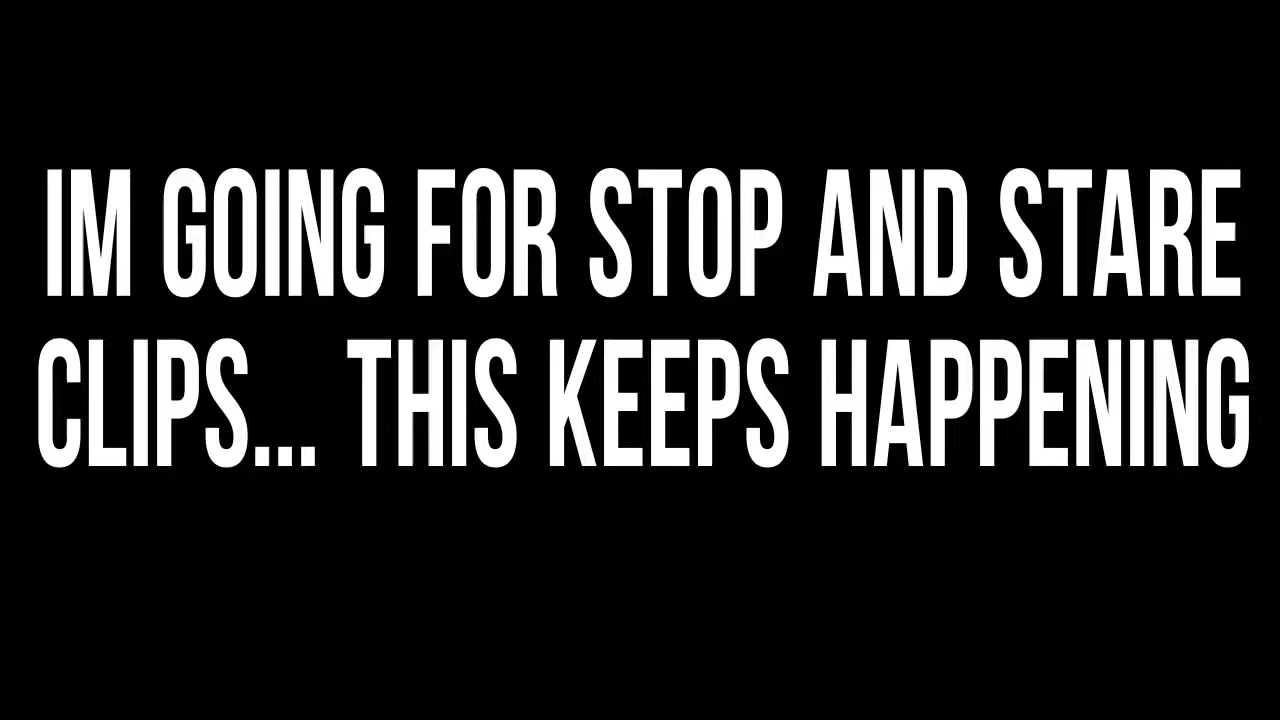 IM GOING FOR STOP AND STARE
CLIPS... THIS KEEPS HAPPENING